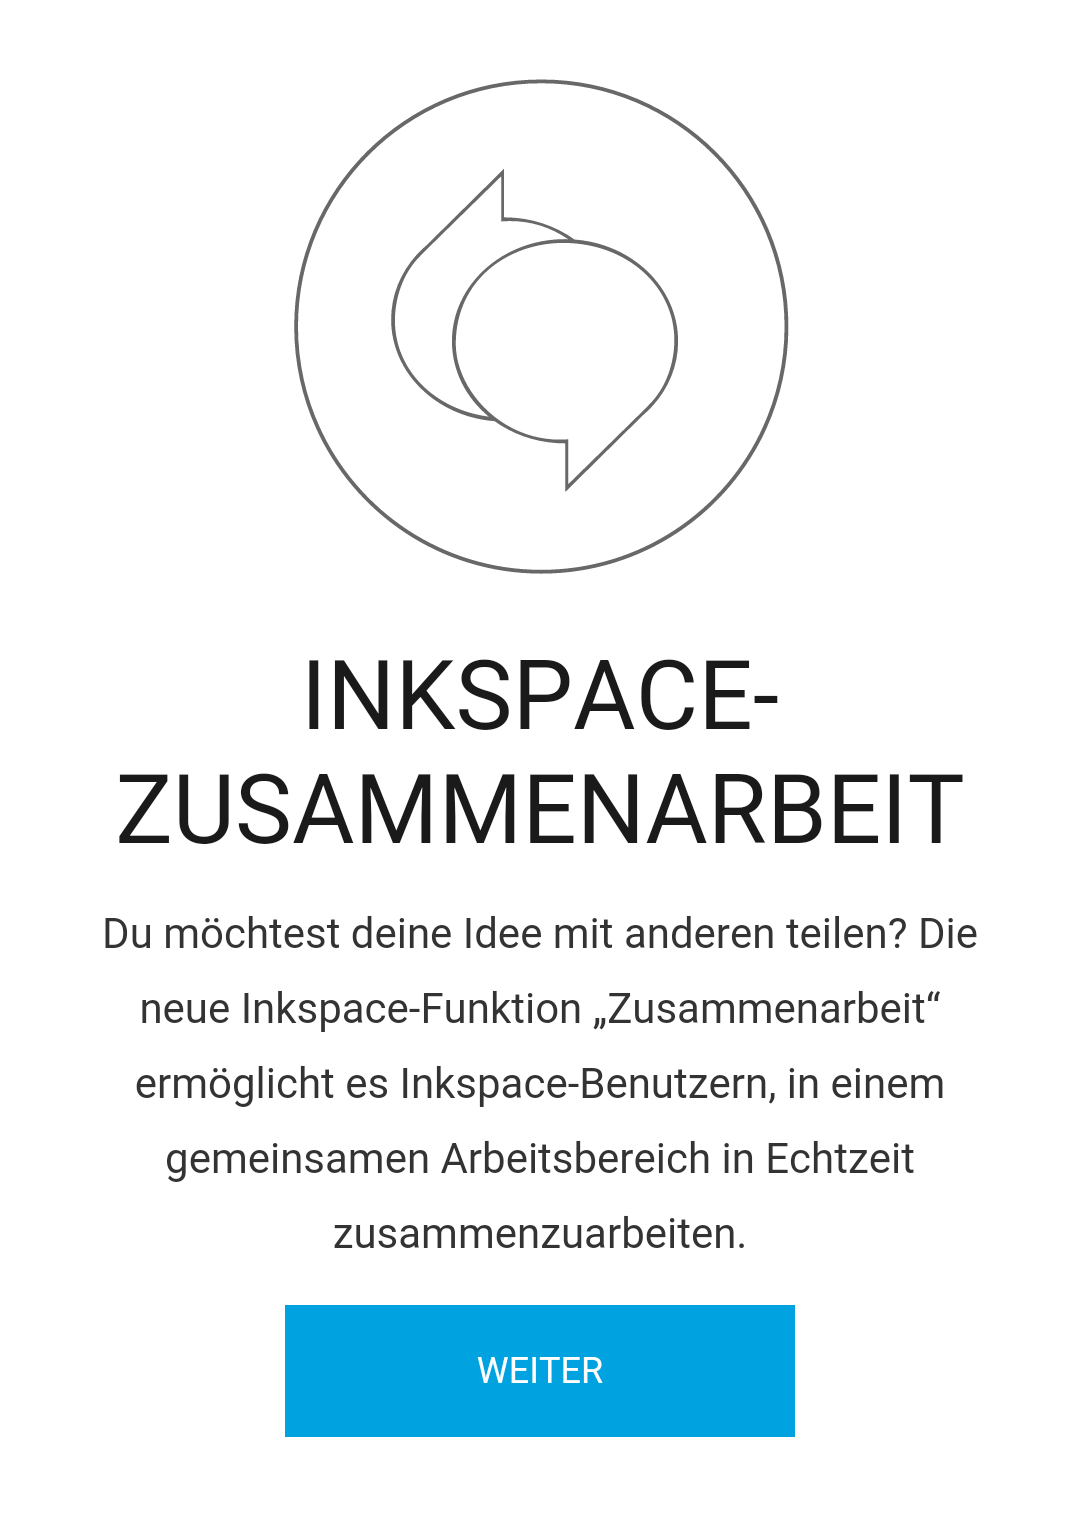 INKSPACE-
ZUSAMMENARBEIT
Du möchtest deine Idee mit anderen teilen? Die
neue Inkspace-Funktion „Zusammenarbeit“
ermöglicht es Inkspace-Benutzern, in einem
gemeinsamen Arbeitsbereich in Echtzeit
zusammenzuarbeiten.
WEITER